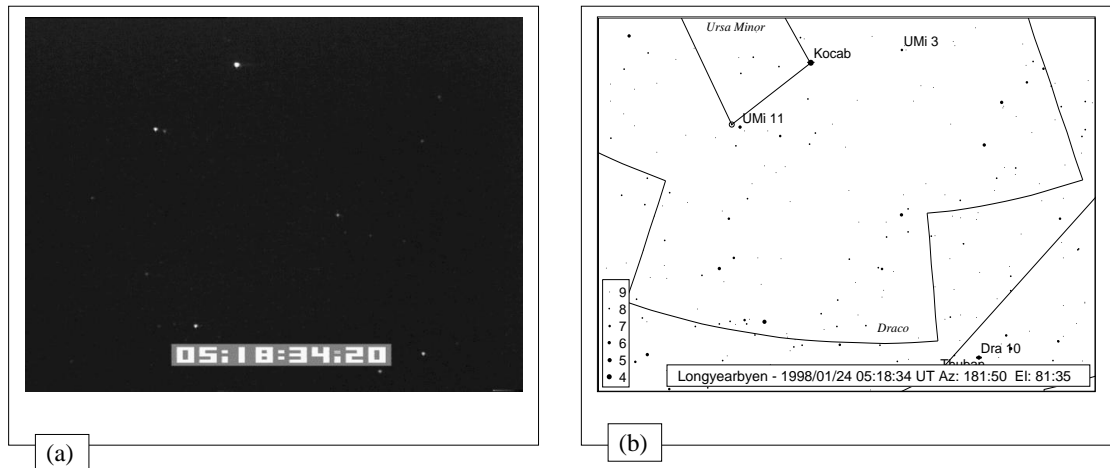 05:18:34:20
(a)
Ursa Minor
UMi 3
Kocab
UMi 11
9
8
7
6
5
4
Draco
Dra 10
Thuban
Longyearbyen - 1998/01/24 05:18:34 UT Az: 181:50 El: 81:35
(b)